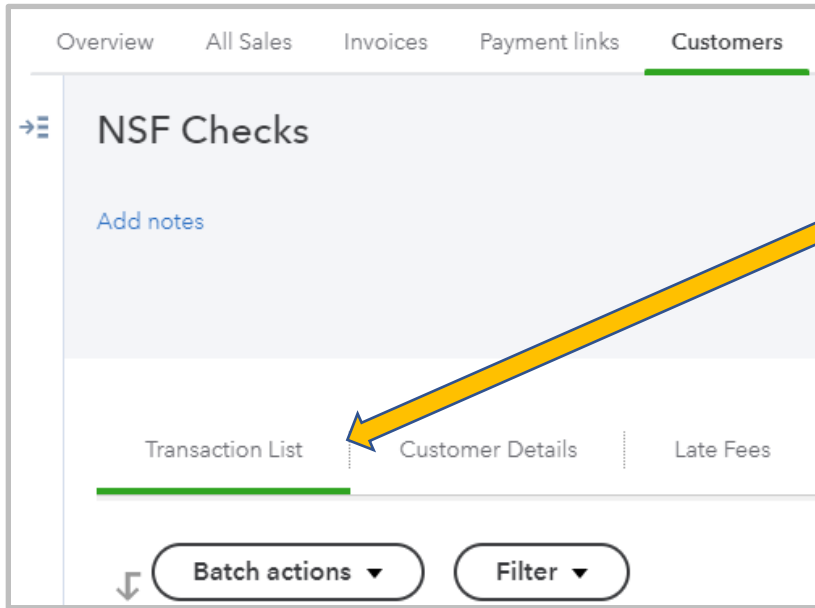 Overview All Sales Invoices Payment links Customers
NSF Checks
Add notes
Transaction List Customer Details Late Fees
Batch actions Filter